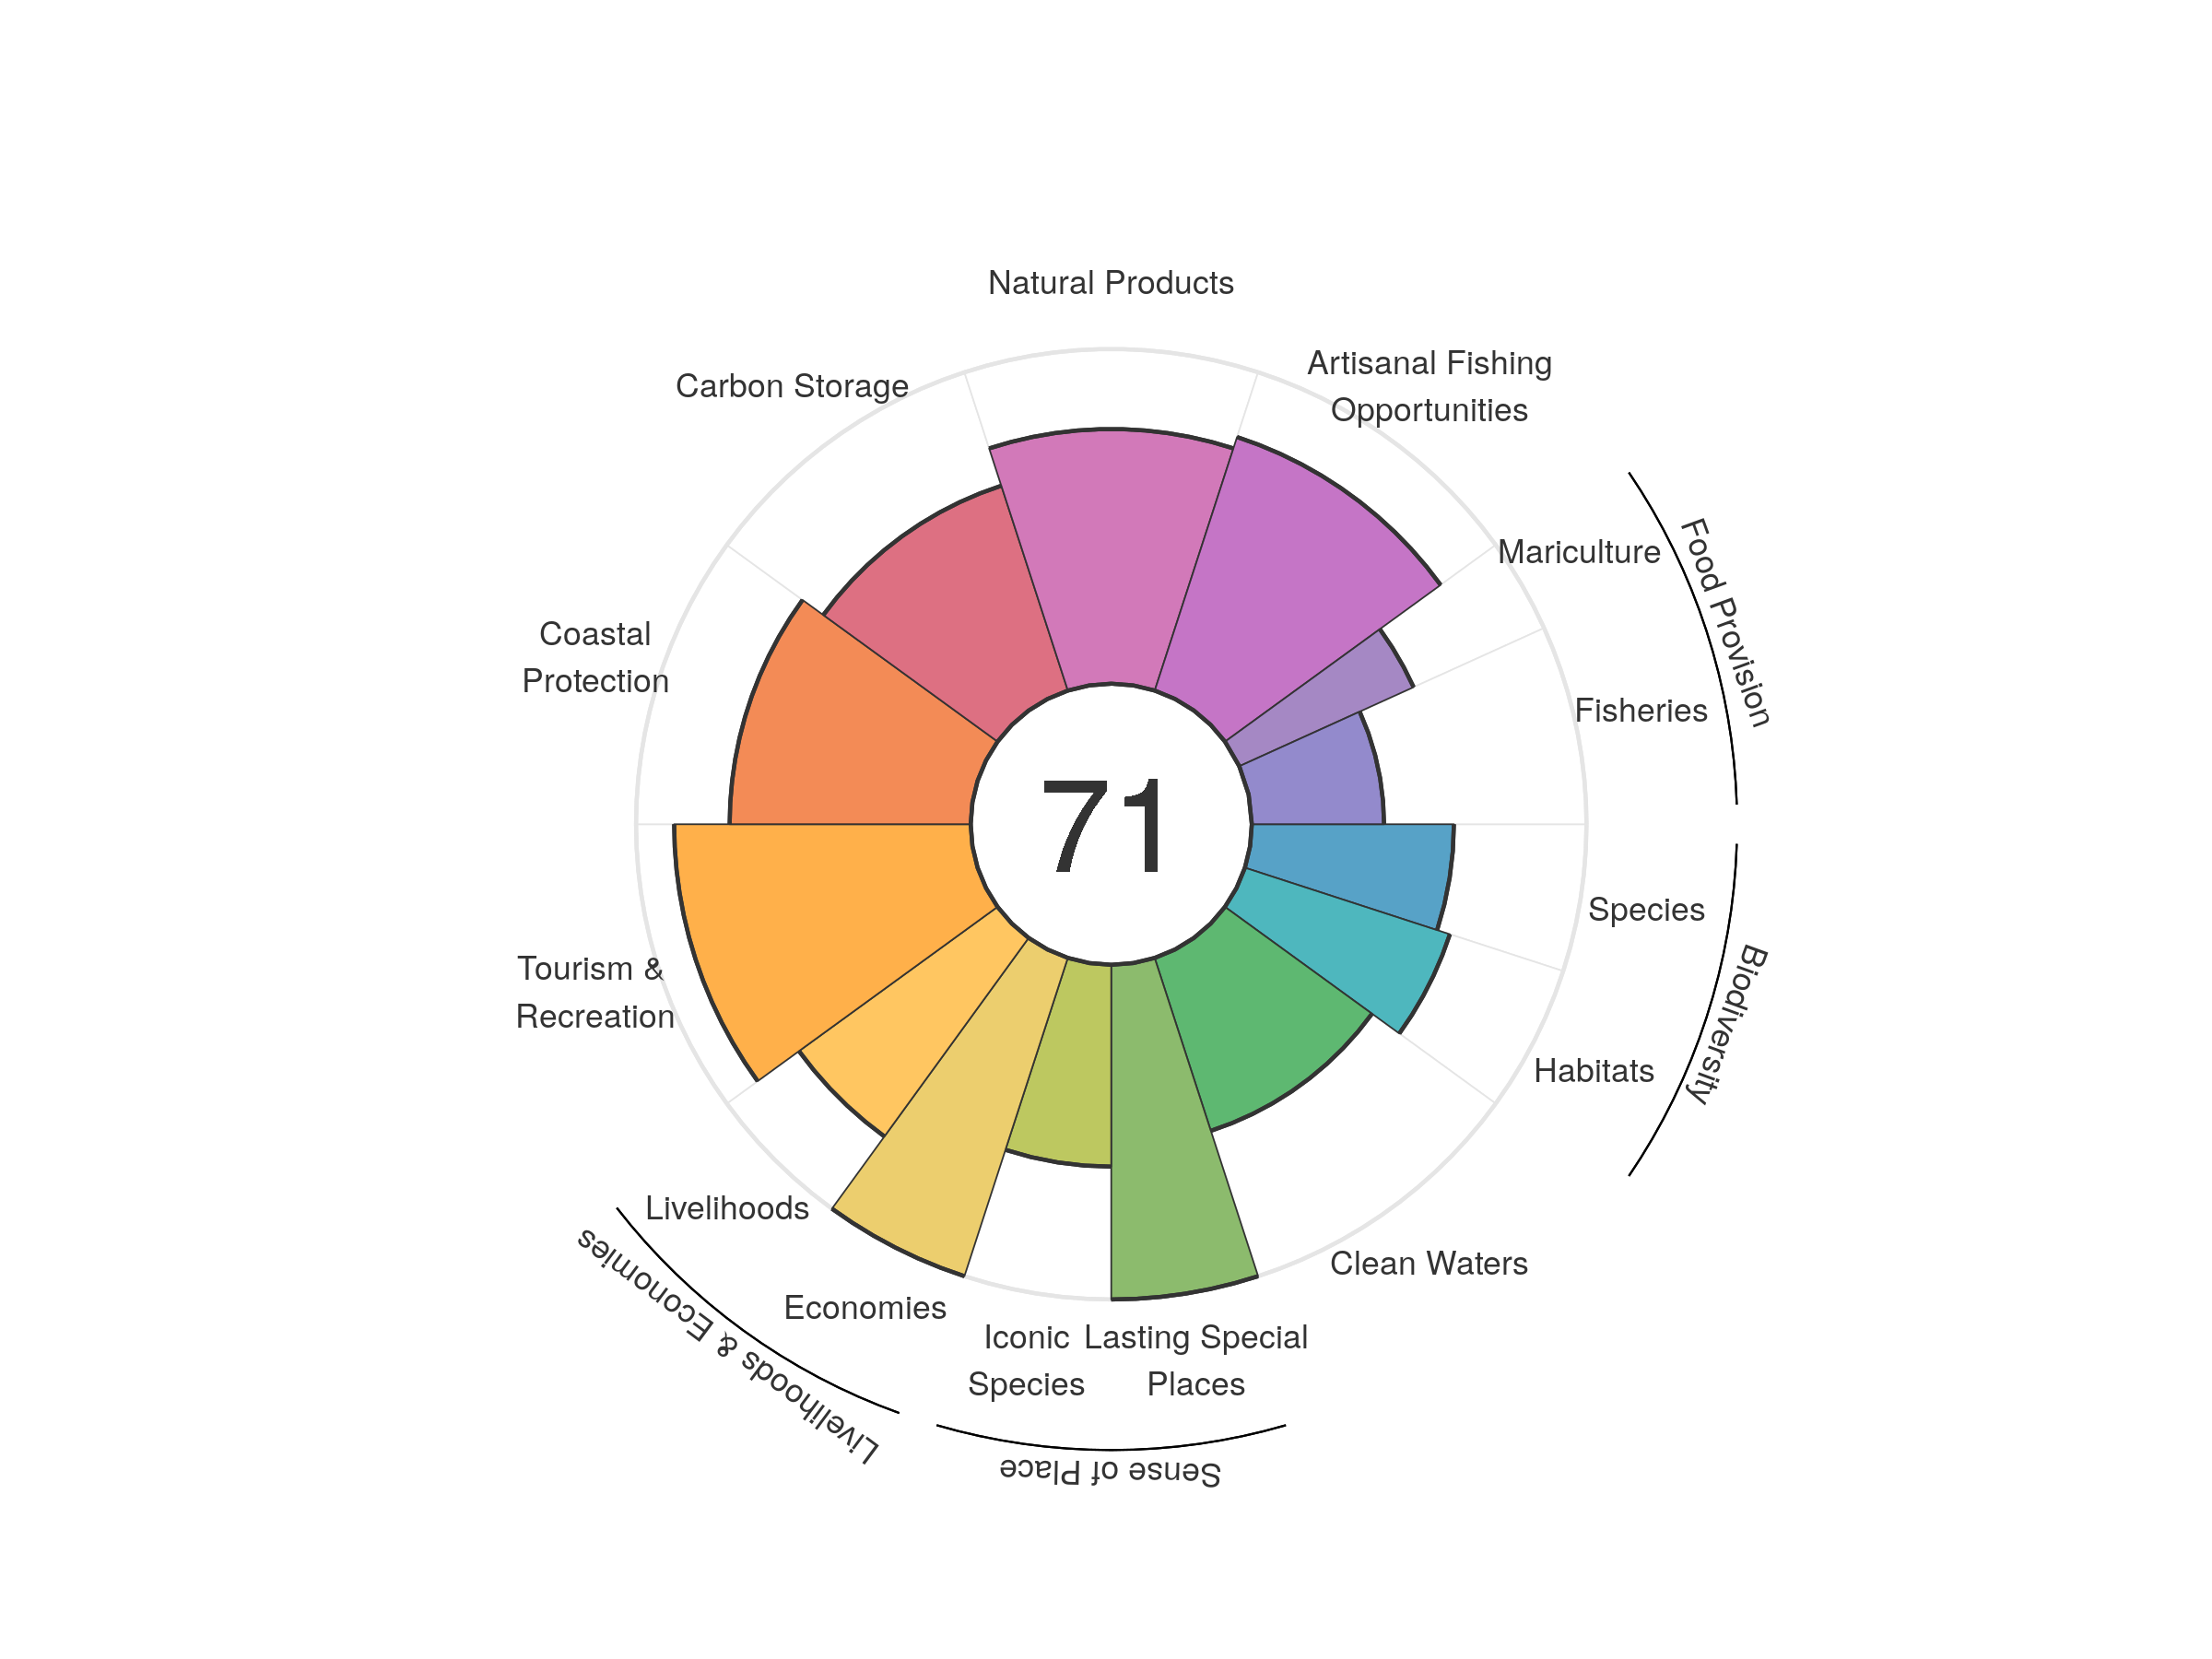 Natural Products
Artisanal Fishing
Opportunities
Carbon Storage
Mariculture
Food Provision
Coastal
Protection
Fisheries
71
Species
Biodiversity
Tourism &
Recreation
Habitats
Livelihoods
Clean Waters
Economies
Livelihoods & Economies
Iconic
Species
Lasting Special
Places
Sense of Place